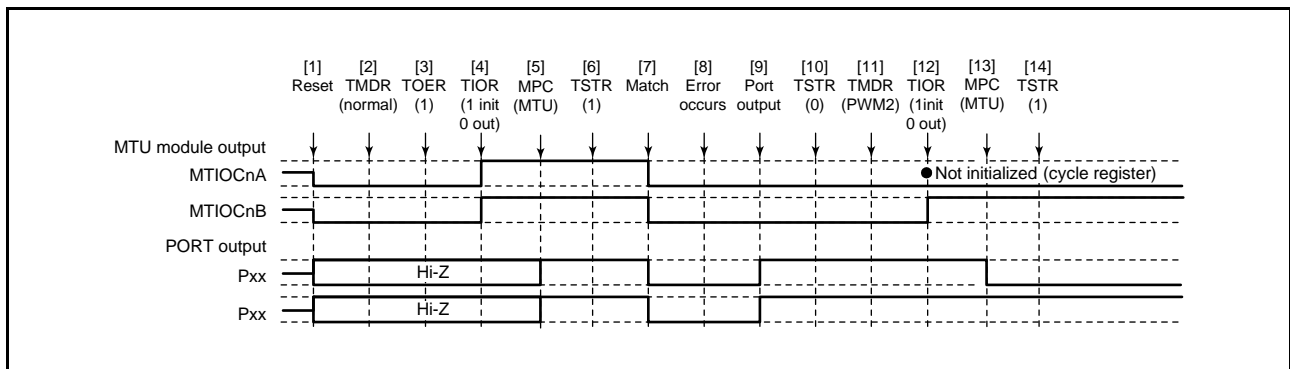 [1] [2] [3] [4] [5] [6] [7] [8] [9] [10] [11] [12] [13] [14]
Reset TMDR TOER TIOR MPC TSTR Match Error Port TSTR TMDR TIOR MPC TSTR
(normal) (1) (1 init (MTU) (1) occurs output (0) (PWM2) (1init (MTU) (1)
0 out) 0 out)
MTU module output
MTIOCnA
Not initialized (cycle register)
MTIOCnB
PORT output
Pxx
Hi-Z
Pxx
Hi-Z